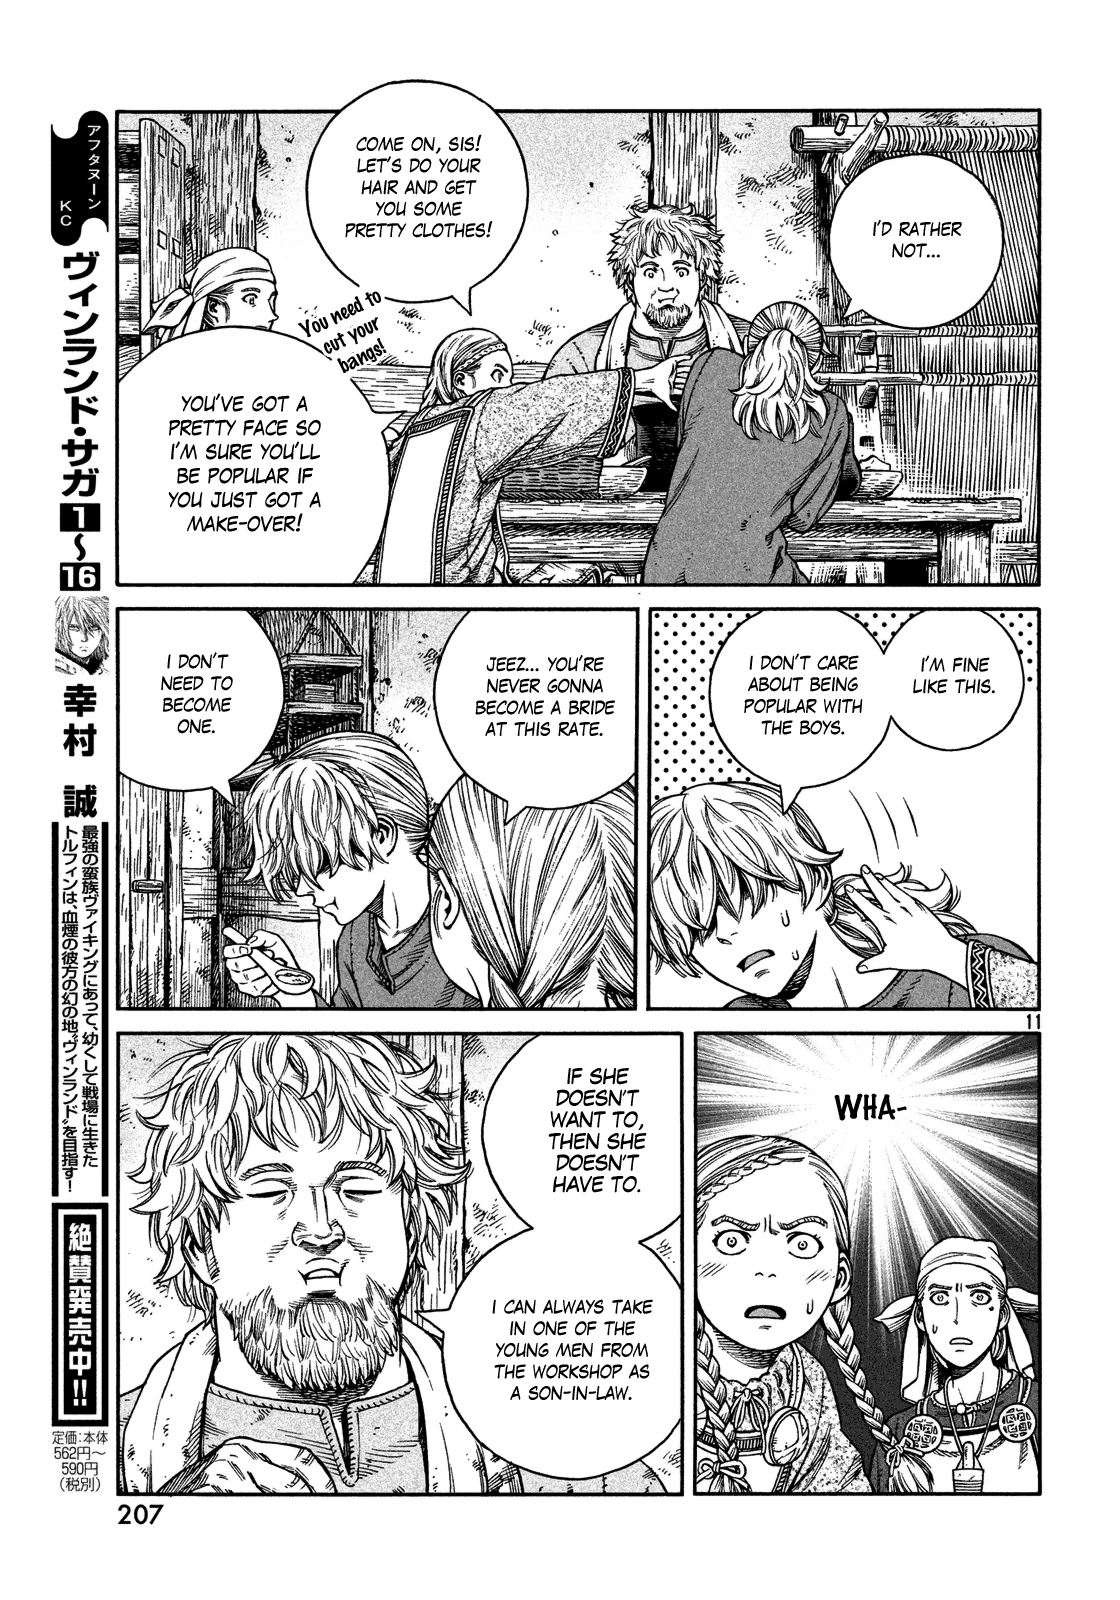 COME ON, SIS!
LET'S DO YOUR
HAIR AND GET
YOU SOME
PRETTY CLOTHES!
I'D RATHER
NOT...
You need to
cut your
bangs!
YOU'VE GOT A
PRETTY FACE SO
I'M SURE YOU'LL
BE POPULAR IF
YOU JUST GOT A
MAKE-OVER!
I'M FINE
LIKE THIS.
I DON'T CARE
ABOUT BEING
POPULAR WITH
THE BOYS.
JEEZ... YOU'RE
NEVER GONNA
BECOME A BRIDE
AT THIS RATE.
I DON'T
NEED TO
BECOME
ONE.
11
IF SHE
DOESN'T
WANT TO,
THEN SHE
DOESN'T
HAVE TO.
I CAN ALWAYS TAKE
IN ONE OF THE
YOUNG MEN FROM
THE WORKSHOP AS
A SON-IN-LAW.
WHA-
アフタヌーン
KC
ヴィンランド・サガ1〜16
幸村 誠
最強の蛮族ヴァイキングにあって、幼くして戦場に生きた
トルフィンは、血煙の彼方の幻の地〝ヴィンランド〟を目指す!
絶賛発売中!!
定価:本体
562円〜
590円
(税別)
207